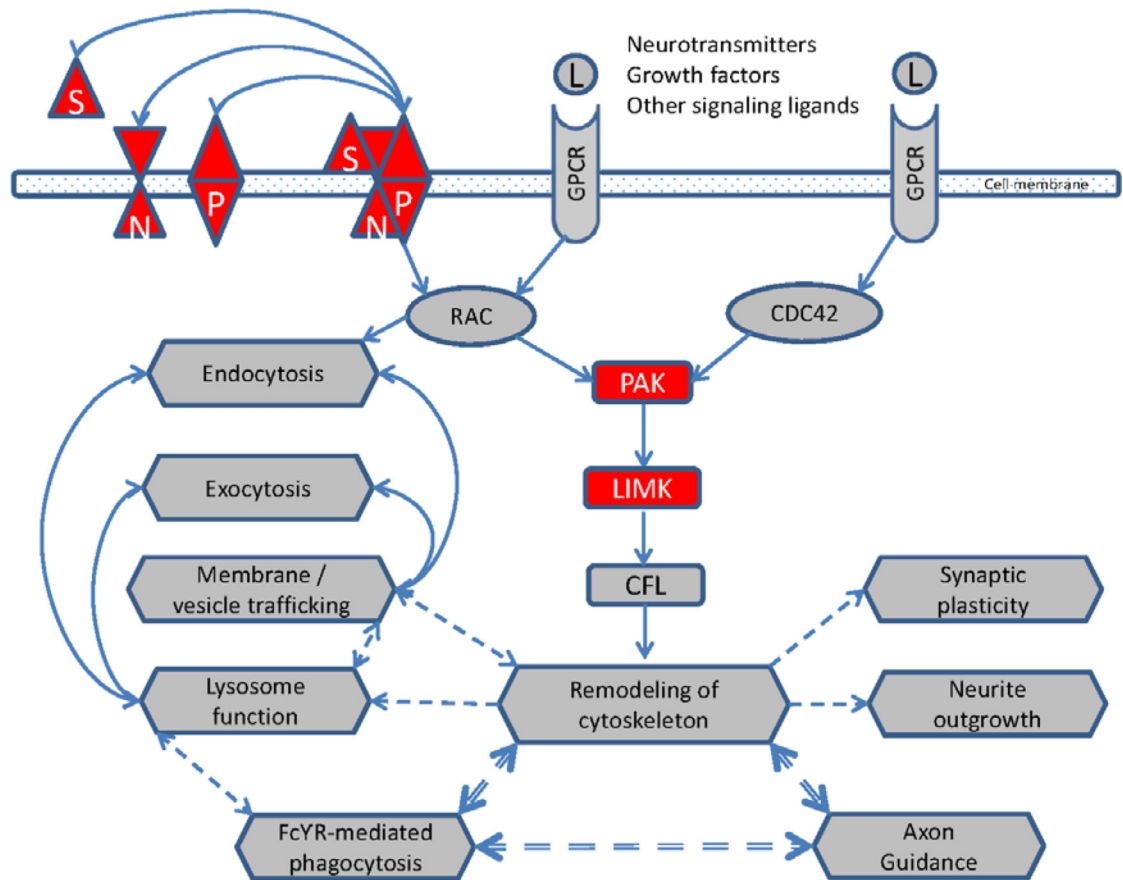 Neurotransmitters
Growth factors
Other signaling ligands
L
L
S
S
N
P
N
P
GPCR
GPCR
Cell membrane
RAC
CDC42
Endocytosis
PAK
Exocytosis
LIMK
Membrane /
vesicle trafficking
CFL
Synaptic
plasticity
Lysosome
function
Remodeling of
cytoskeleton
Neurite
outgrowth
FcYR-mediated
phagocytosis
Axon
Guidance